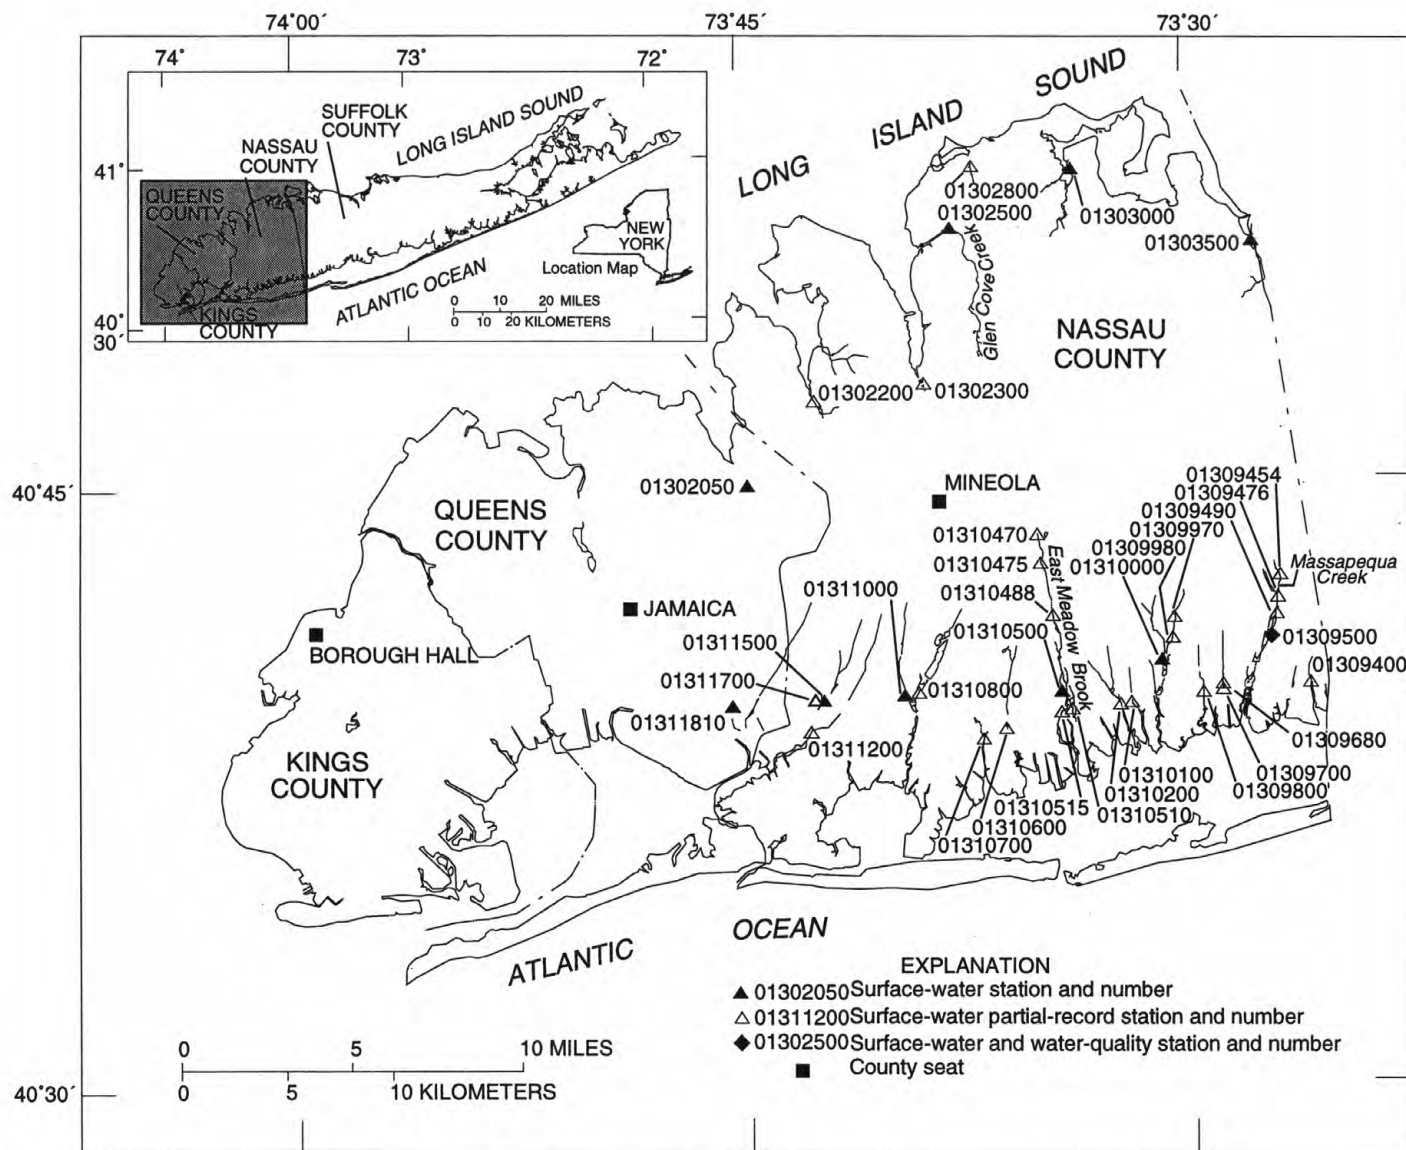 74°00´
73°45´
73°30´
74°
73°
72°
41°
40°
30´
SUFFOLK
COUNTY
NASSAU
COUNTY
QUEENS
COUNTY
KINGS
COUNTY
LONG ISLAND SOUND
ATLANTIC OCEAN
NEW
YORK
Location Map
0 10 20 MILES
0 10 20 KILOMETERS
LONG ISLAND SOUND
01302800
01302500
01303000
01303500
Glen Cove Creek
NASSAU
COUNTY
01302200
01302300
40°45´
01302050
QUEENS
COUNTY
MINEOLA
01309454
01309476
01309490
01309970
01309980
01310000
Massapequa
Creek
01310470
01310475
East Meadow Brook
01311000
01310488
01310500
JAMAICA
BOROUGH HALL
01309500
01309400
01311500
01311700
01311810
01310800
01311200
KINGS
COUNTY
01309680
01309700
01309800
01310100
01310200
01310510
01310515
01310600
01310700
ATLANTIC
OCEAN
EXPLANATION
01302050 Surface-water station and number
01311200 Surface-water partial-record station and number
01302500 Surface-water and water-quality station and number
County seat
0 5 10 MILES
0 5 10 KILOMETERS
40°30´